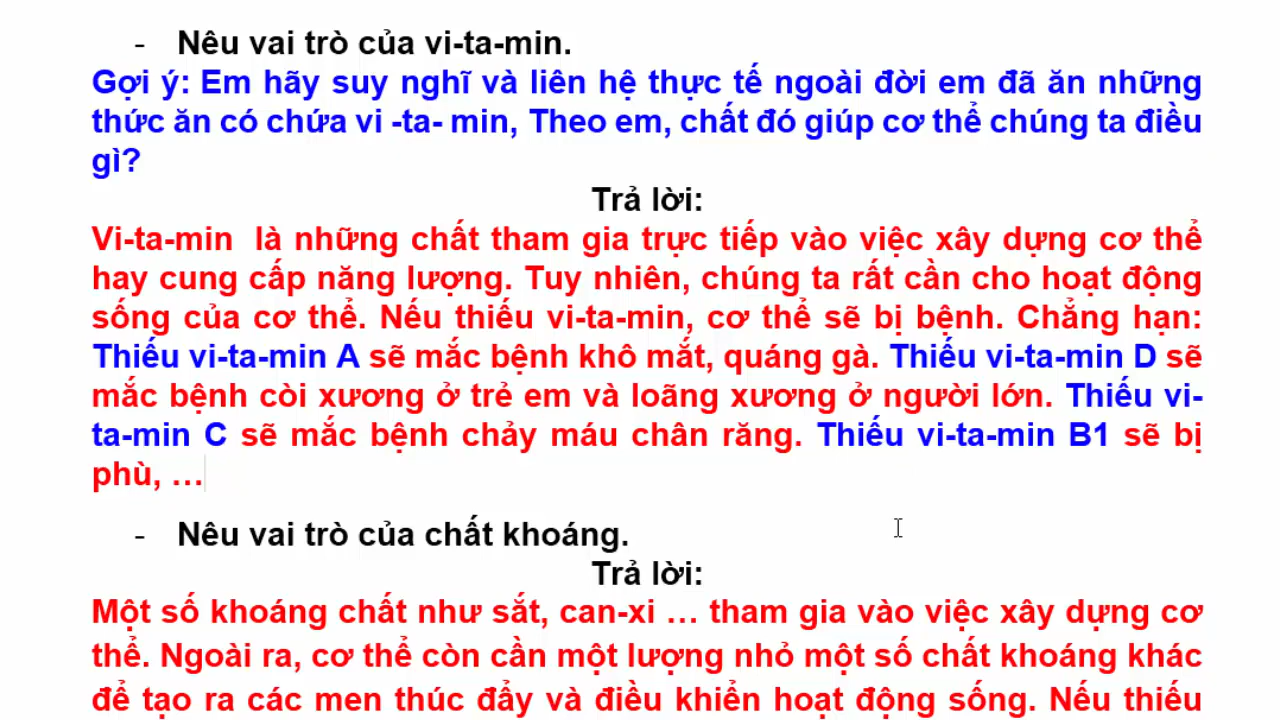 - Nêu vai trò của vi-ta-min.
Gợi ý: Em hãy suy nghĩ và liên hệ thực tế ngoài đời em đã ăn những
thức ăn có chứa vi -ta- min, Theo em, chất đó giúp cơ thể chúng ta điều
gì?
Trả lời:
Vi-ta-min là những chất tham gia trực tiếp vào việc xây dựng cơ thể
hay cung cấp năng lượng. Tuy nhiên, chúng ta rất cần cho hoạt động
sống của cơ thể. Nếu thiếu vi-ta-min, cơ thể sẽ bị bệnh. Chẳng hạn:
Thiếu vi-ta-min A sẽ mắc bệnh khô mắt, quáng gà. Thiếu vi-ta-min D sẽ
mắc bệnh còi xương ở trẻ em và loãng xương ở người lớn. Thiếu vi-
ta-min C sẽ mắc bệnh chảy máu chân răng. Thiếu vi-ta-min B1 sẽ bị
phù, …
- Nêu vai trò của chất khoáng.
Trả lời:
Một số khoáng chất như sắt, can-xi … tham gia vào việc xây dựng cơ
thể. Ngoài ra, cơ thể còn cần một lượng nhỏ một số chất khoáng khác
để tạo ra các men thúc đẩy và điều khiển hoạt động sống. Nếu thiếu